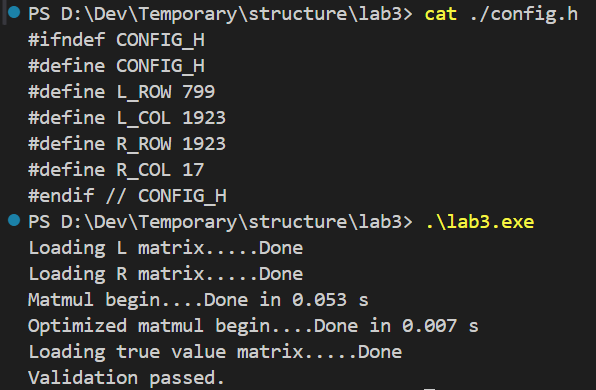 PS D:\Dev\Temporary\structure\lab3> cat ./config.h
#ifndef CONFIG_H
#define CONFIG_H
#define L_ROW 799
#define L_COL 1923
#define R_ROW 1923
#define R_COL 17
#endif // CONFIG_H
PS D:\Dev\Temporary\structure\lab3> .\lab3.exe
Loading L matrix.....Done
Loading R matrix.....Done
Matmul begin....Done in 0.053 s
Optimized matmul begin....Done in 0.007 s
Loading true value matrix.....Done
Validation passed.